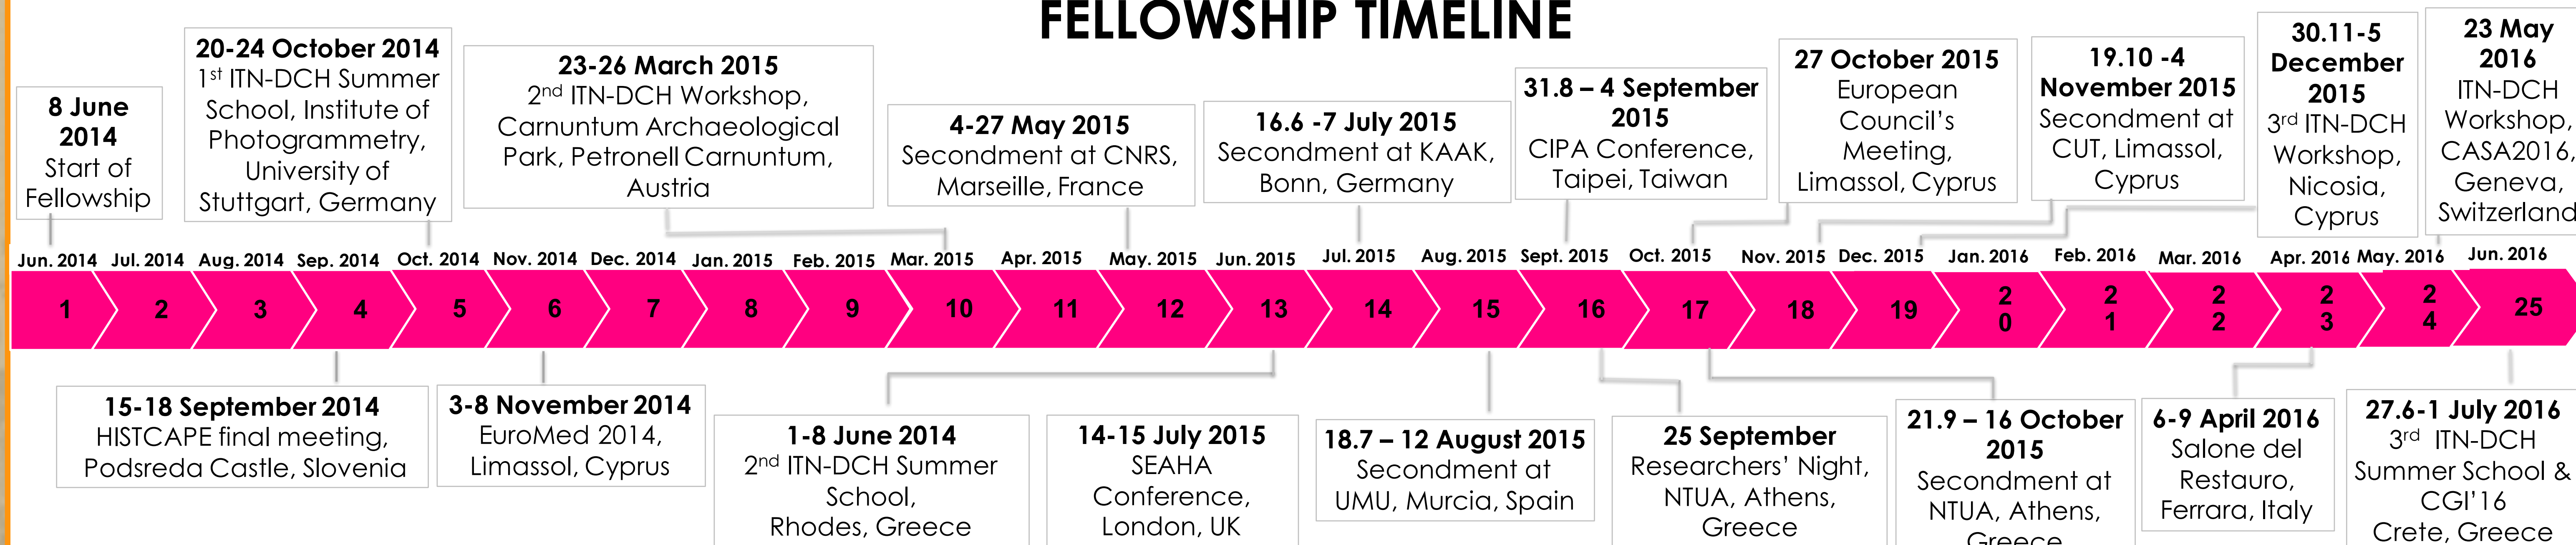 FELLOWSHIP TIMELINE
8 June
2014
Start of
Fellowship
20-24 October 2014
1st ITN-DCH Summer
School, Institute of
Photogrammetry,
University of
Stuttgart, Germany
23-26 March 2015
2nd ITN-DCH Workshop,
Carnuntum Archaeological
Park, Petronell Carnuntum,
Austria
4-27 May 2015
Secondment at CNRS,
Marseille, France
16.6 -7 July 2015
Secondment at KAAK,
Bonn, Germany
31.8 – 4 September
2015
CIPA Conference,
Taipei, Taiwan
27 October 2015
European
Council’s
Meeting,
Limassol, Cyprus
19.10 -4
November 2015
Secondment at
CUT, Limassol,
Cyprus
30.11-5
December
2015
3rd ITN-DCH
Workshop,
Nicosia,
Cyprus
23 May
2016
ITN-DCH
Workshop,
CASA2016,
Geneva,
Switzerland
Jun. 2014 Jul. 2014 Aug. 2014 Sep. 2014 Oct. 2014 Nov. 2014 Dec. 2014 Jan. 2015 Feb. 2015 Mar. 2015 Apr. 2015 May. 2015 Jun. 2015 Jul. 2015 Aug. 2015 Sept. 2015 Oct. 2015 Nov. 2015 Dec. 2015 Jan. 2016 Feb. 2016 Mar. 2016 Apr. 2016 May. 2016 Jun. 2016
1 2 3 4 5 6 7 8 9 10 11 12 13 14 15 16 17 18 19 20 21 22 23 24 25
15-18 September 2014
HISTCAPE final meeting,
Podsreda Castle, Slovenia
3-8 November 2014
EuroMed 2014,
Limassol, Cyprus
1-8 June 2014
2nd ITN-DCH Summer
School,
Rhodes, Greece
14-15 July 2015
SEAHA
Conference,
London, UK
18.7 – 12 August 2015
Secondment at
UMU, Murcia, Spain
25 September
Researchers’ Night,
NTUA, Athens,
Greece
21.9 – 16 October
2015
Secondment at
NTUA, Athens,
Greece
6-9 April 2016
Salone del
Restauro,
Ferrara, Italy
27.6-1 July 2016
3rd ITN-DCH
Summer School &
CGI’16
Crete, Greece